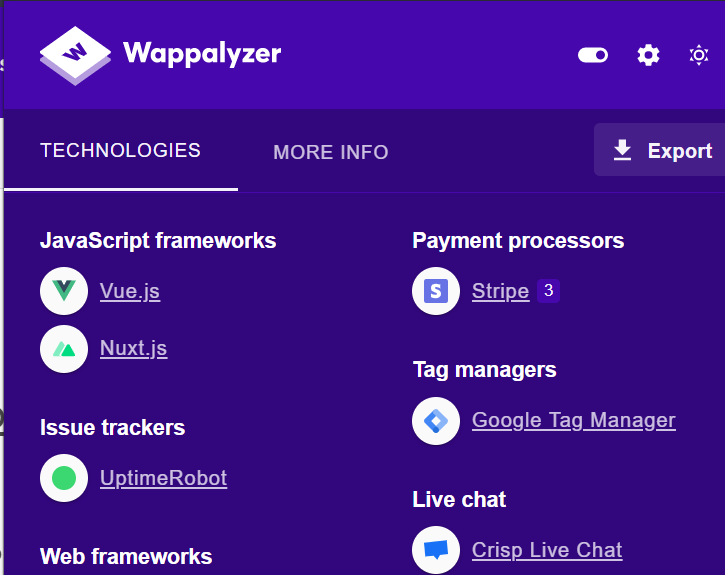 Wappalyzer
TECHNOLOGIES
MORE INFO
Export
JavaScript frameworks
Vue.js
Nuxt.js
Issue trackers
UptimeRobot
Web frameworks
Payment processors
Stripe 3
Tag managers
Google Tag Manager
Live chat
Crisp Live Chat